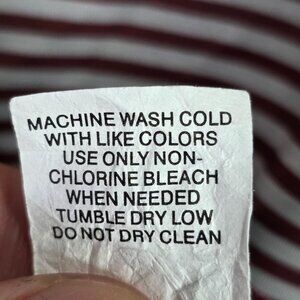 MACHINE WASH COLD
WITH LIKE COLORS
USE ONLY NON-
CHLORINE BLEACH
WHEN NEEDED
TUMBLE DRY LOW
DO NOT DRY CLEAN